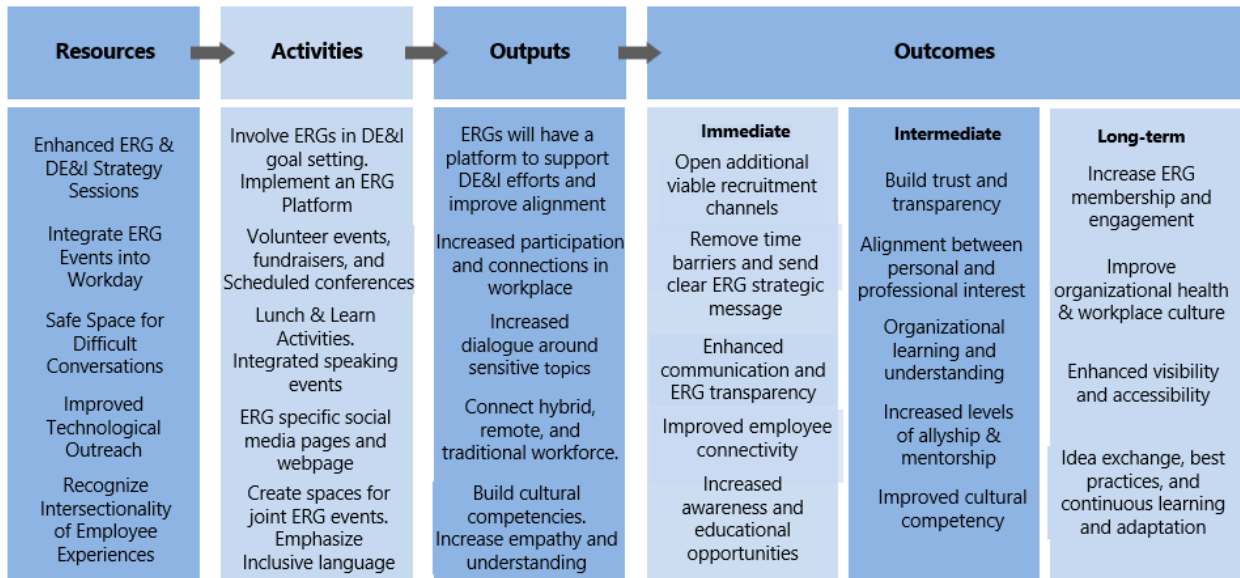 Resources
Activities
Outputs
Outcomes
Enhanced ERG &
DE&I Strategy
Sessions
Integrate ERG
Events into
Workday
Safe Space for
Difficult
Conversations
Improved
Technological
Outreach
Recognize
Intersectionality
of Employee
Experiences
Involve ERGs in DE&I
goal setting.
Implement an ERG
Platform
Volunteer events,
fundraisers, and
Scheduled conferences
Lunch & Learn
Activities.
Integrated speaking
events
ERG specific social
media pages and
webpage
Create spaces for
joint ERG events.
Emphasize
Inclusive language
ERGs will have a
platform to support
DE&I efforts and
improve alignment
Increased participation
and connections in
workplace
Increased
dialogue around
sensitive topics
Connect hybrid,
remote, and
traditional workforce.
Build cultural
competencies.
Increase empathy and
understanding
Immediate
Open additional
viable recruitment
channels
Remove time
barriers and send
clear ERG strategic
message
Enhanced
communication and
ERG transparency
Improved employee
connectivity
Increased
awareness and
educational
opportunities
Intermediate
Build trust and
transparency
Alignment between
personal and
professional interest
Organizational
learning and
understanding
Increased levels
of allyship &
mentorship
Improved cultural
competency
Long-term
Increase ERG
membership and
engagement
Improve
organizational health
& workplace culture
Enhanced visibility
and accessibility
Idea exchange, best
practices, and
continuous learning
and adaptation